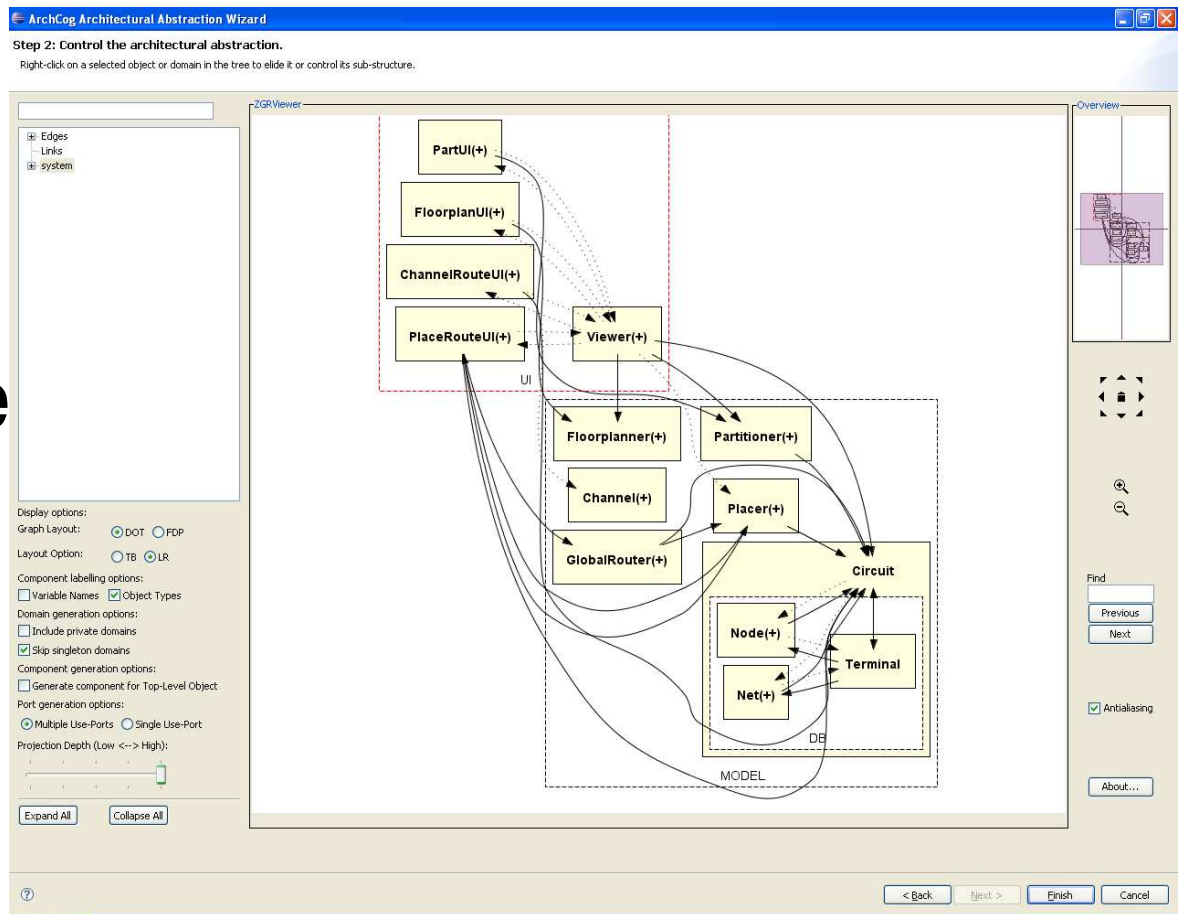 ArchCog Architectural Abstraction Wizard
Step 2: Control the architectural abstraction.
Right-click on a selected object or domain in the tree to elide it or control its sub-structure.
Edges
Links
system
Display options:
Graph Layout: DOT FDP
Layout Option: TB LR
Component labelling options:
Variable Names Object Types
Domain generation options:
Include private domains
Skip singleton domains
Component generation options:
Generate component for Top-Level Object
Port generation options:
Multiple Use-Ports Single Use-Port
Projection Depth (Low <--> High):
Expand All Collapse All
e
ZGRViewer
PartUI(+)
FloorplanUI(+)
ChannelRouteUI(+)
PlaceRouteUI(+) Viewer(+)
UI
Floorplanner(+) Partitioner(+)
Channel(+) Placer(+)
GlobalRouter(+) Circuit
Node(+)
Terminal
Net(+)
DB
MODEL
Overview
Find
Previous
Next
Antialiasing
About...
? < Back Next > Finish Cancel